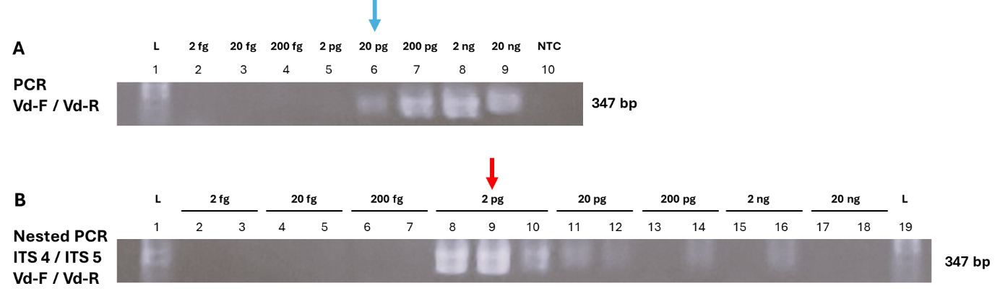 A
L 2 fg 20 fg 200 fg 2 pg 20 pg 200 pg 2 ng 20 ng NTC
1 2 3 4 5 6 7 8 9 10
PCR
Vd-F / Vd-R
347 bp
B
L 2 fg 20 fg 200 fg 2 pg 20 pg 200 pg 2 ng 20 ng L
1 2 3 4 5 6 7 8 9 10 11 12 13 14 15 16 17 18 19
Nested PCR
ITS 4 / ITS 5
Vd-F / Vd-R
347 bp